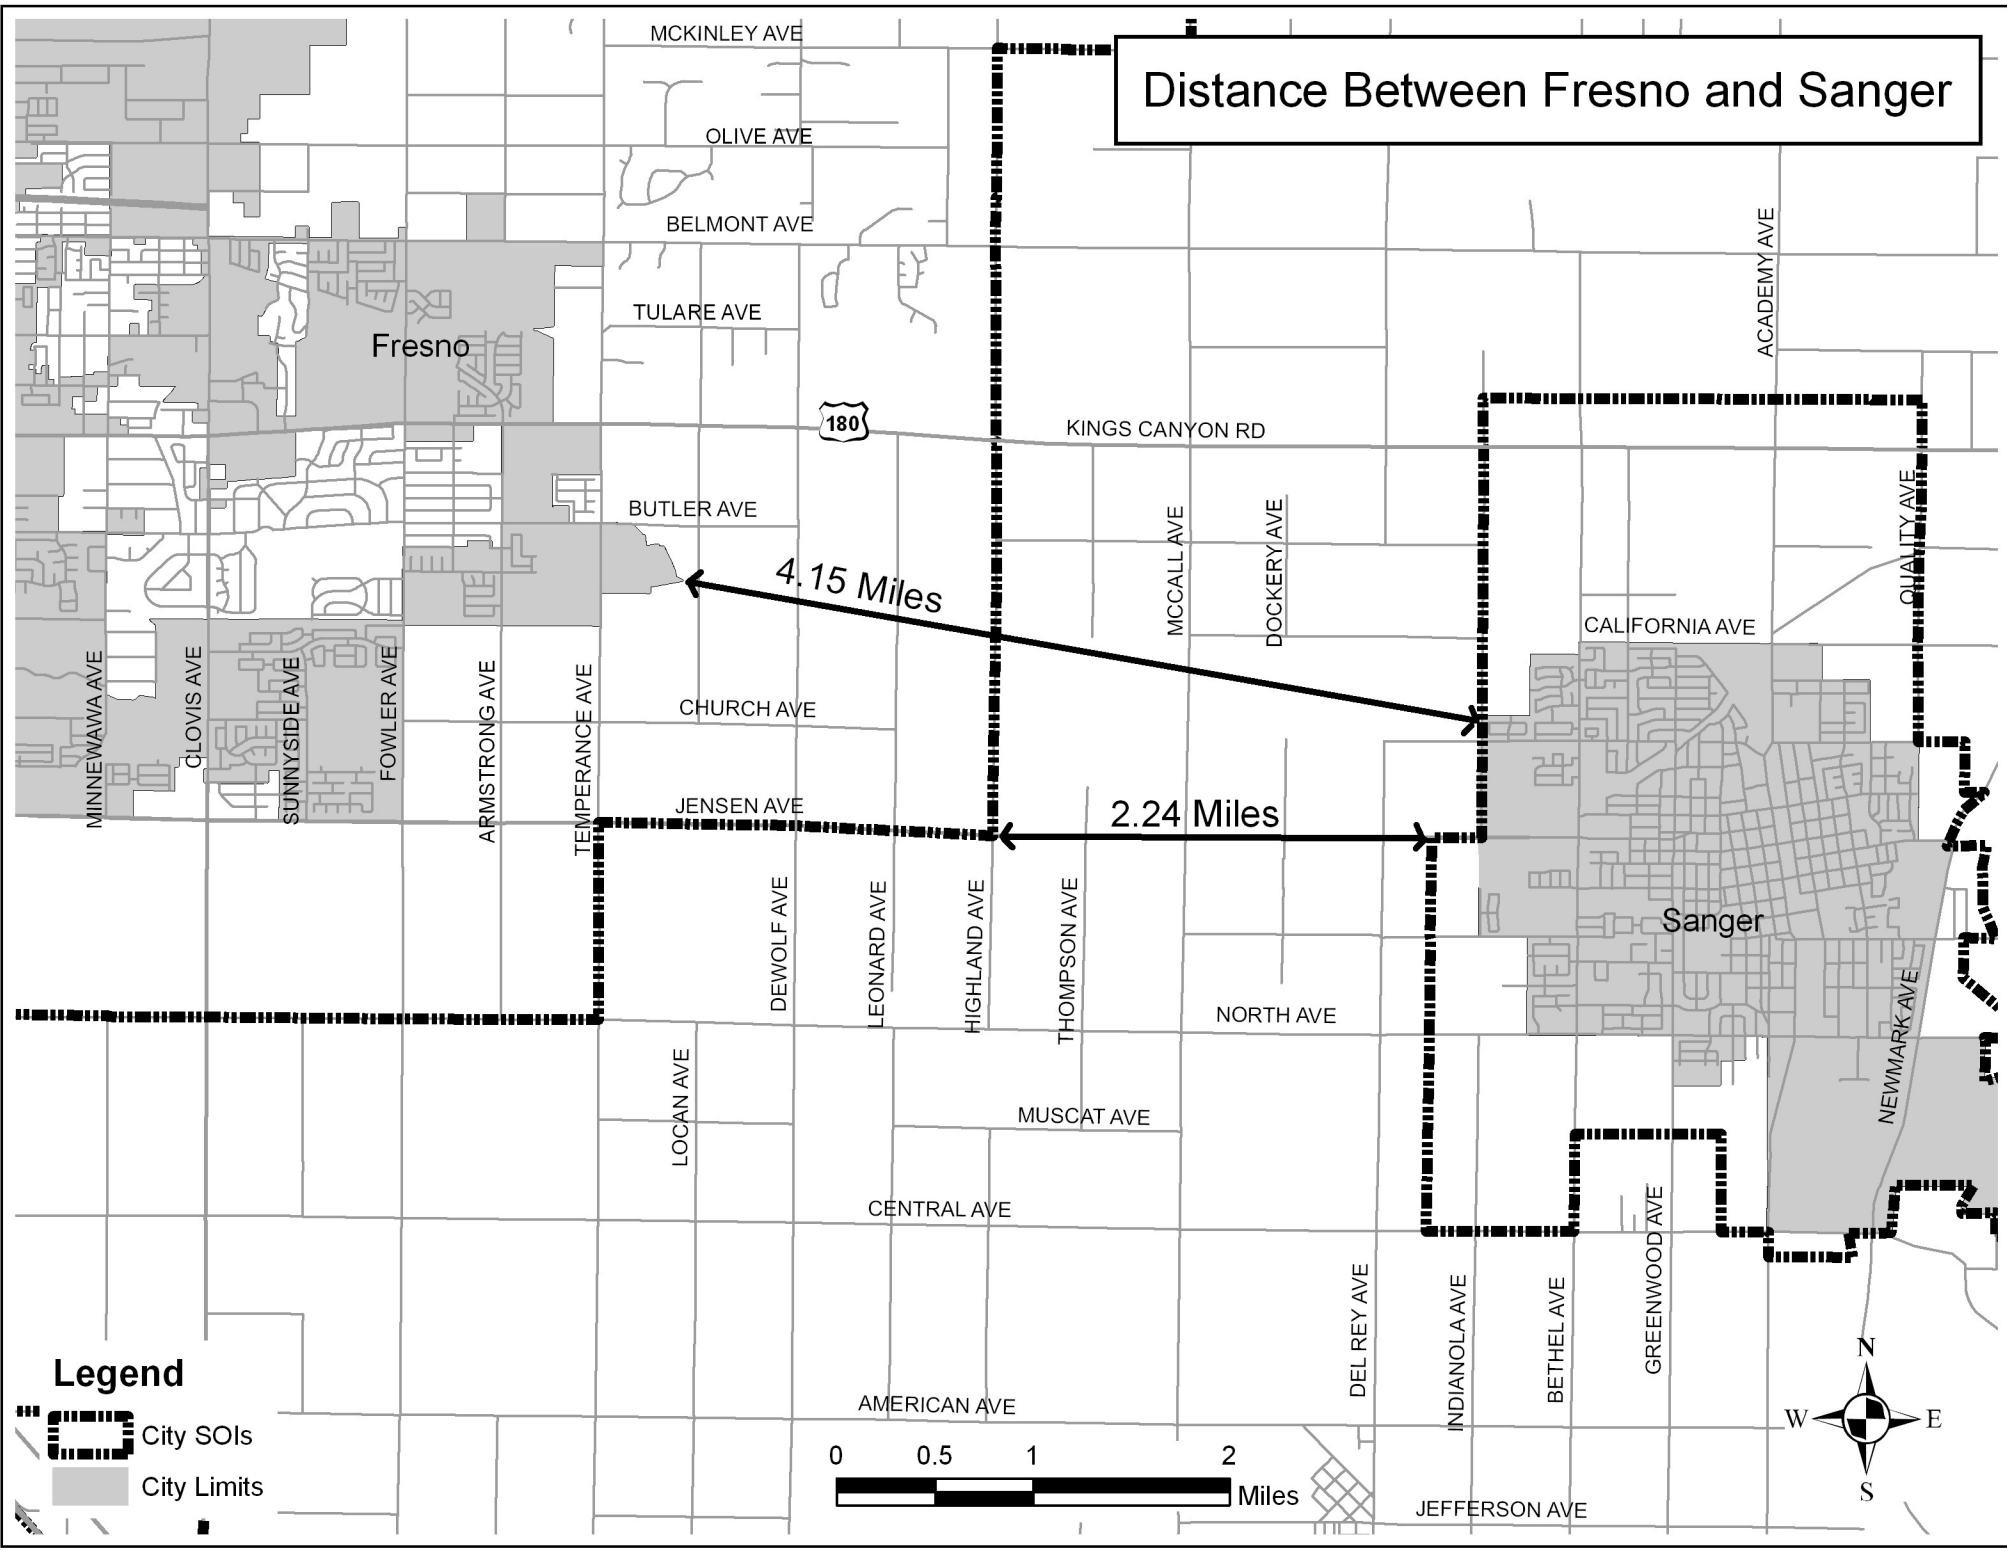 MCKINLEY AVE
Distance Between Fresno and Sanger
OLIVE AVE
BELMONT AVE
ACADEMY AVE
TULARE AVE
Fresno
180
KINGS CANYON RD
BUTLER AVE
MCCALL AVE
DOCKERY AVE
QUALITY AVE
4.15 Miles
CALIFORNIA AVE
MINNEWAWA AVE
CLOVIS AVE
SUNNYSIDE AVE
FOWLER AVE
ARMSTRONG AVE
TEMPERANCE AVE
CHURCH AVE
JENSEN AVE
2.24 Miles
DEWOLF AVE
LEONARD AVE
HIGHLAND AVE
THOMPSON AVE
Sanger
NORTH AVE
NEWMARK AVE
LOCAN AVE
MUSCAT AVE
CENTRAL AVE
DEL REY AVE
INDIANOLA AVE
BETHEL AVE
GREENWOOD AVE
AMERICAN AVE
Legend
City SOIs
City Limits
0 0.5 1 2
Miles
JEFFERSON AVE
N
W E
S